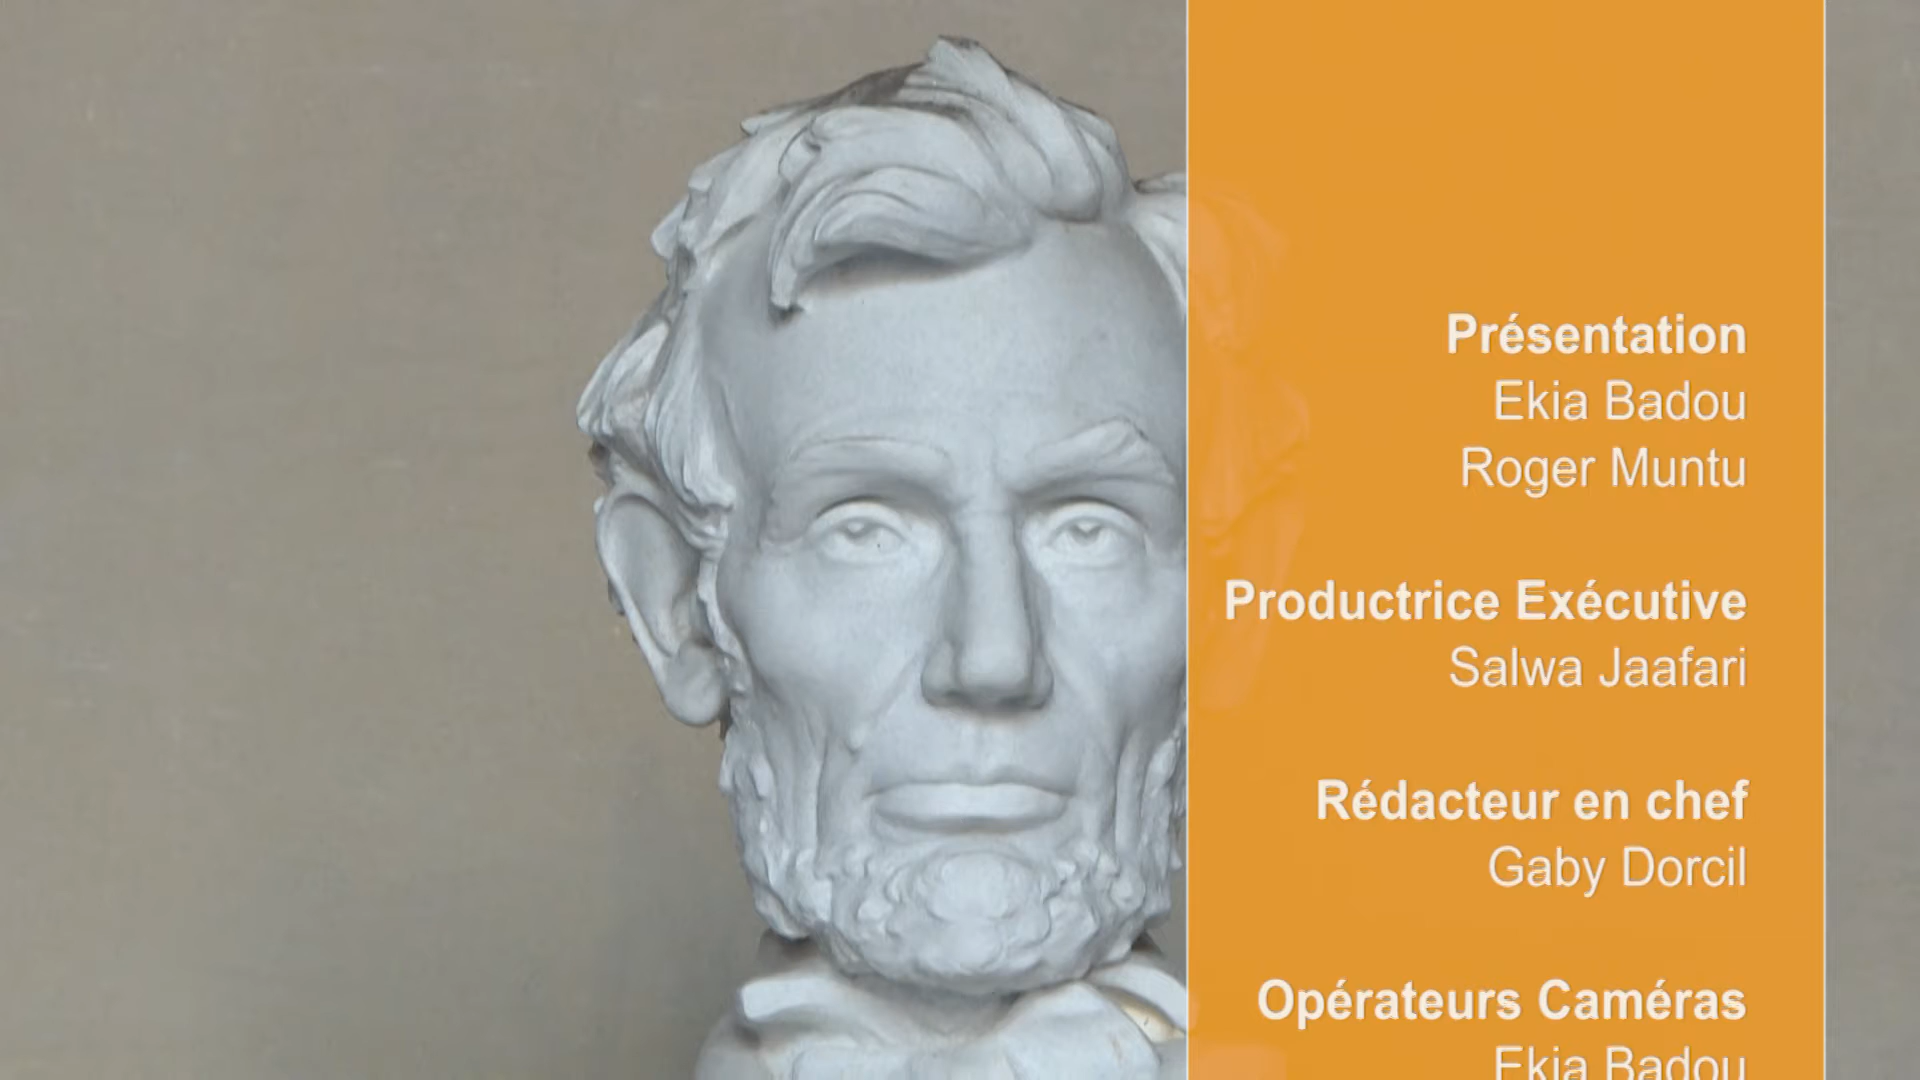 Présentation
Ekia Badou
Roger Muntu
Productrice Exécutive
Salwa Jaafari
Rédacteur en chef
Gaby Dorcil
Opérateurs Caméras
Ekia Badou